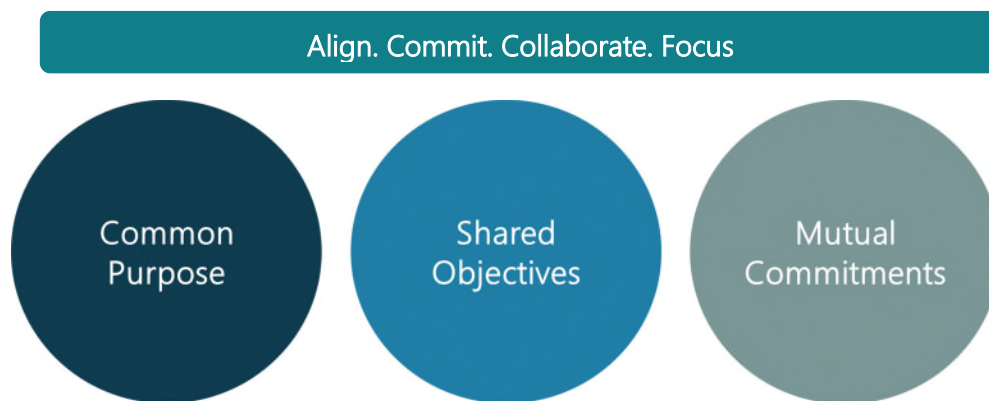 Align. Commit. Collaborate. Focus
Common
Purpose
Shared
Objectives
Mutual
Commitments